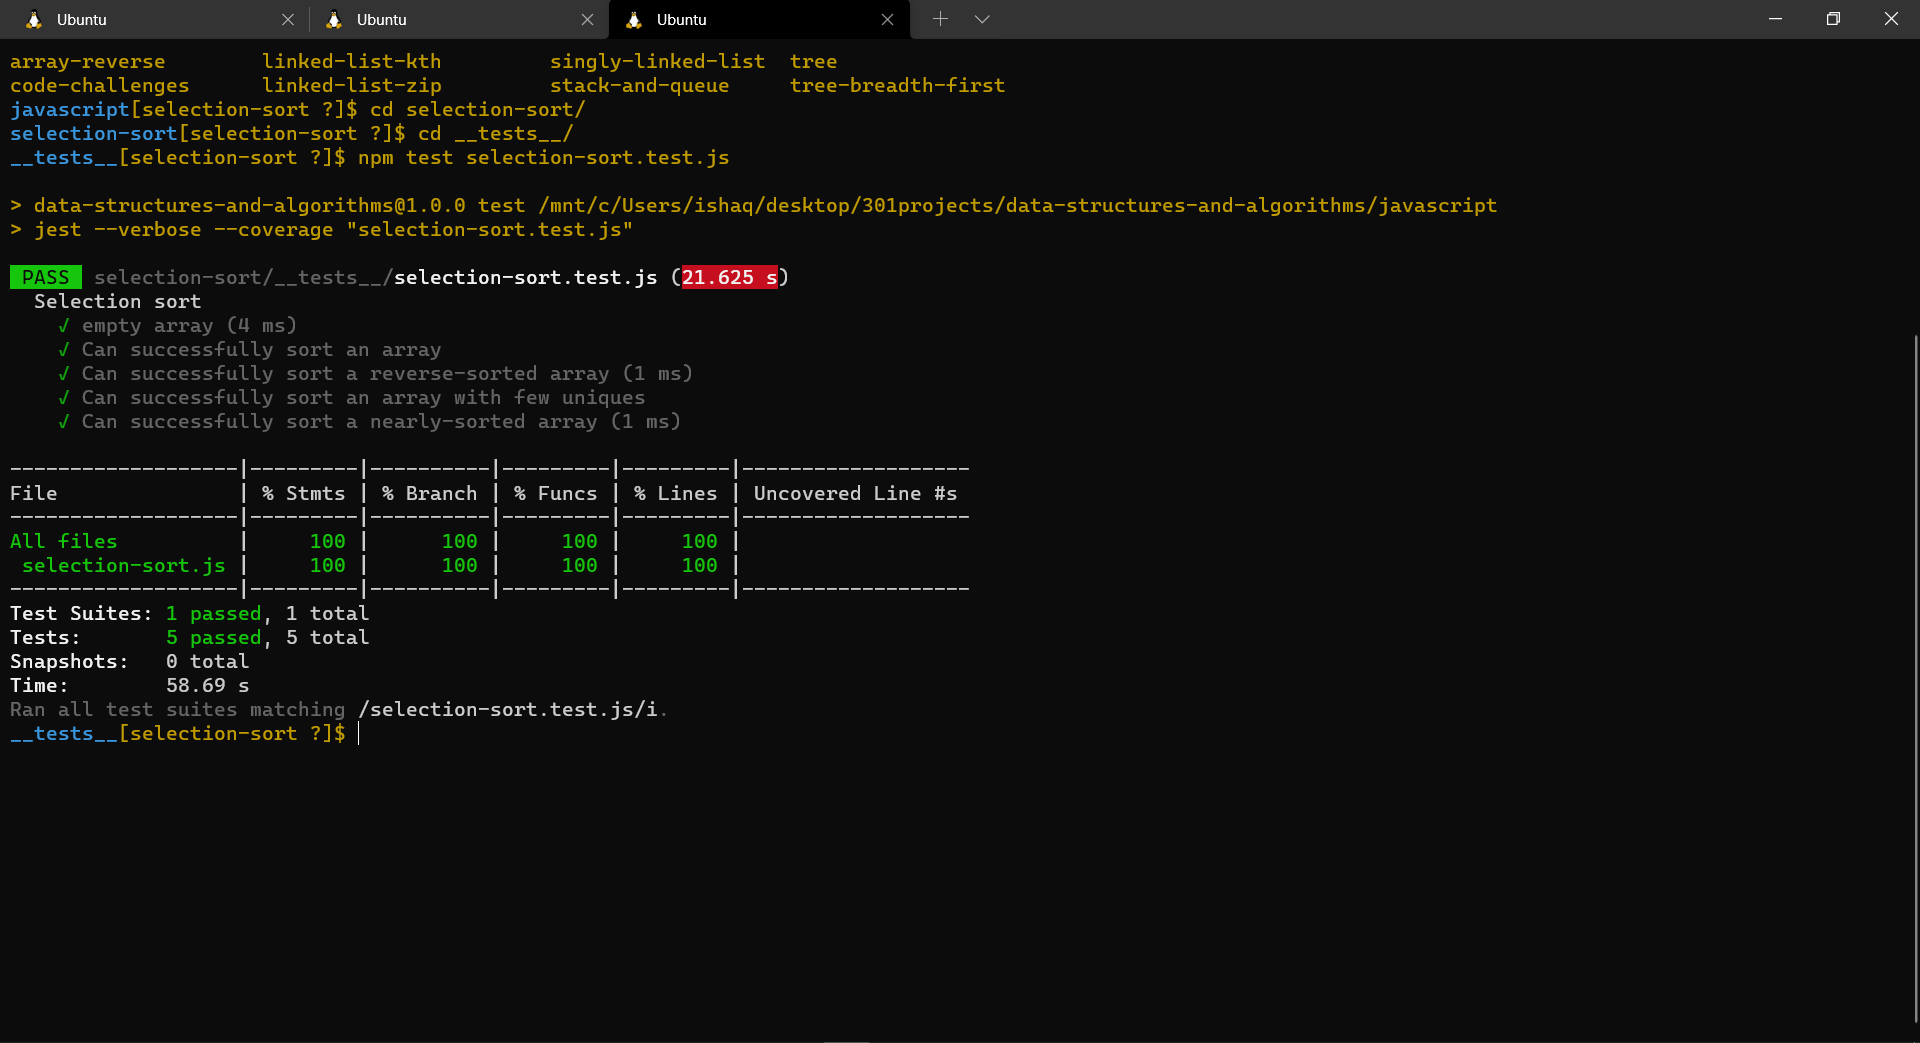 Ubuntu Ubuntu Ubuntu
array-reverse linked-list-kth singly-linked-list tree
code-challenges linked-list-zip stack-and-queue tree-breadth-first
javascript[selection-sort ?]$ cd selection-sort/
selection-sort[selection-sort ?]$ cd __tests__/
__tests__[selection-sort ?]$ npm test selection-sort.test.js
> data-structures-and-algorithms@1.0.0 test /mnt/c/Users/ishaq/desktop/301projects/data-structures-and-algorithms/javascript
> jest --verbose --coverage "selection-sort.test.js"
PASS selection-sort/__tests__/selection-sort.test.js (21.625 s)
Selection sort
√ empty array (4 ms)
√ Can successfully sort an array
√ Can successfully sort a reverse-sorted array (1 ms)
√ Can successfully sort an array with few uniques
√ Can successfully sort a nearly-sorted array (1 ms)
-------------------|---------|----------|---------|---------|-------------------
File | % Stmts | % Branch | % Funcs | % Lines | Uncovered Line #s
-------------------|---------|----------|---------|---------|-------------------
All files | 100 | 100 | 100 | 100 |
selection-sort.js | 100 | 100 | 100 | 100 |
-------------------|---------|----------|---------|---------|-------------------
Test Suites: 1 passed, 1 total
Tests: 5 passed, 5 total
Snapshots: 0 total
Time: 58.69 s
Ran all test suites matching /selection-sort.test.js/i.
__tests__[selection-sort ?]$